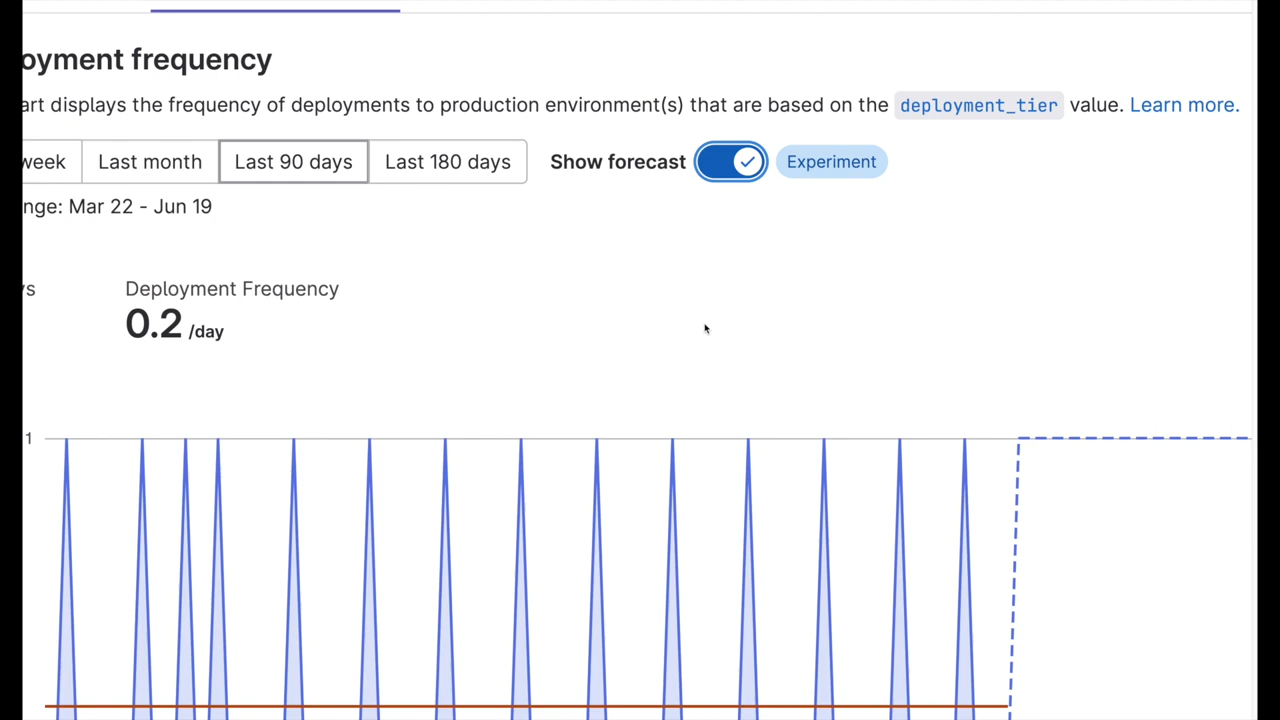 oyment frequency
art displays the frequency of deployments to production environment(s) that are based on the deployment_tier value. Learn more.
week Last month Last 90 days Last 180 days Show forecast Experiment
nge: Mar 22 - Jun 19
s Deployment Frequency
0.2 /day
1